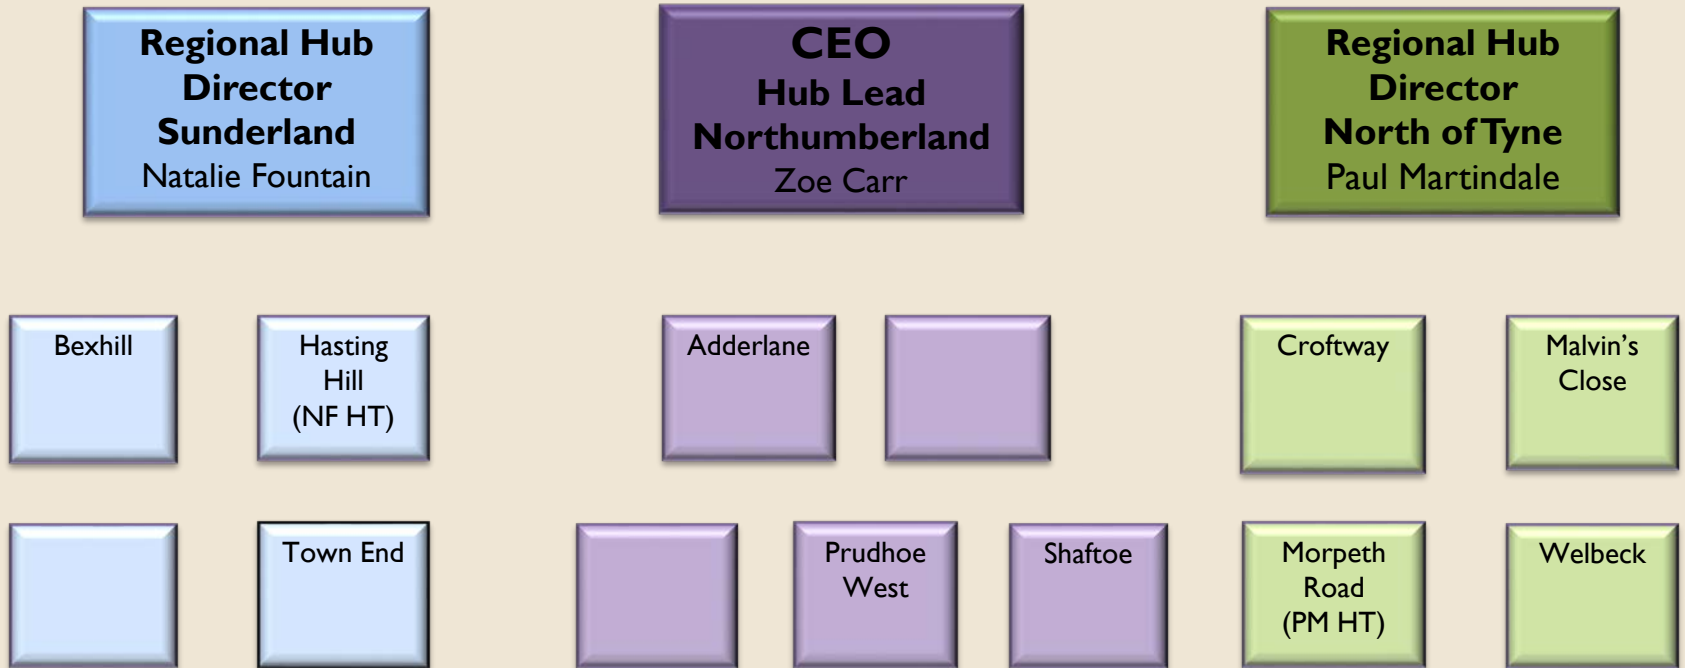 Regional Hub
Director
Sunderland
Natalie Fountain
CEO
Hub Lead
Northumberland
Zoe Carr
Regional Hub
Director
North of Tyne
Paul Martindale
Bexhill
Hasting
Hill
(NF HT)
Adderlane
Croftway
Malvin’s
Close
Town End
Prudhoe
West
Shaftoe
Morpeth
Road
(PM HT)
Welbeck